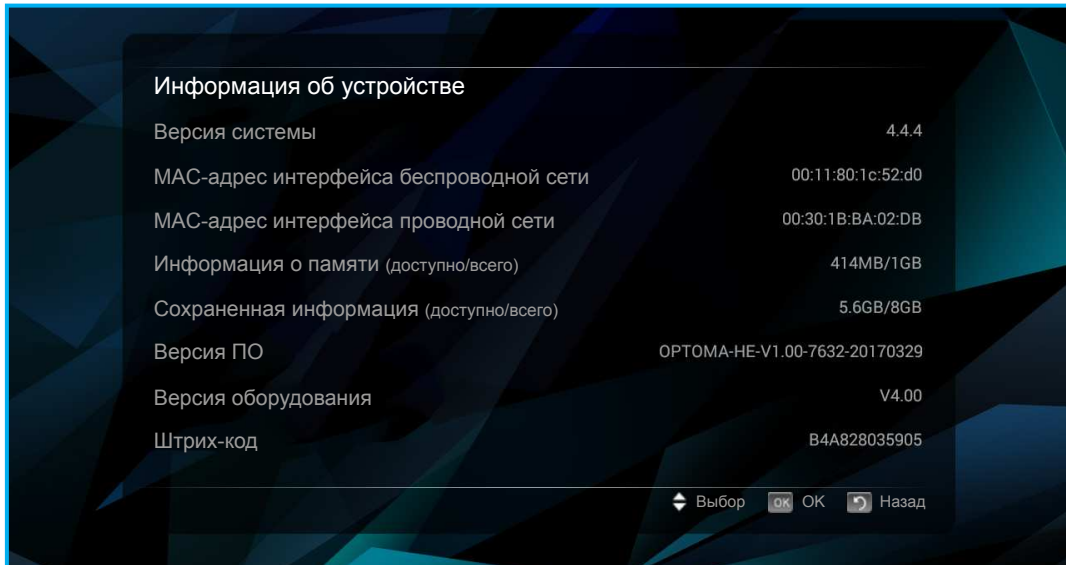 Информация об устройстве
Версия системы 4.4.4
MAC-адрес интерфейса беспроводной сети 00:11:80:1c:52:d0
MAC-адрес интерфейса проводной сети 00:30:1B:BA:02:DB
Информация о памяти (доступно/всего) 414MB/1GB
Сохраненная информация (доступно/всего) 5.6GB/8GB
Версия ПО OPTOMA-HE-V1.00-7632-20170329
Версия оборудования V4.00
Штрих-код B4A828035905
Выбор OK OK Назад